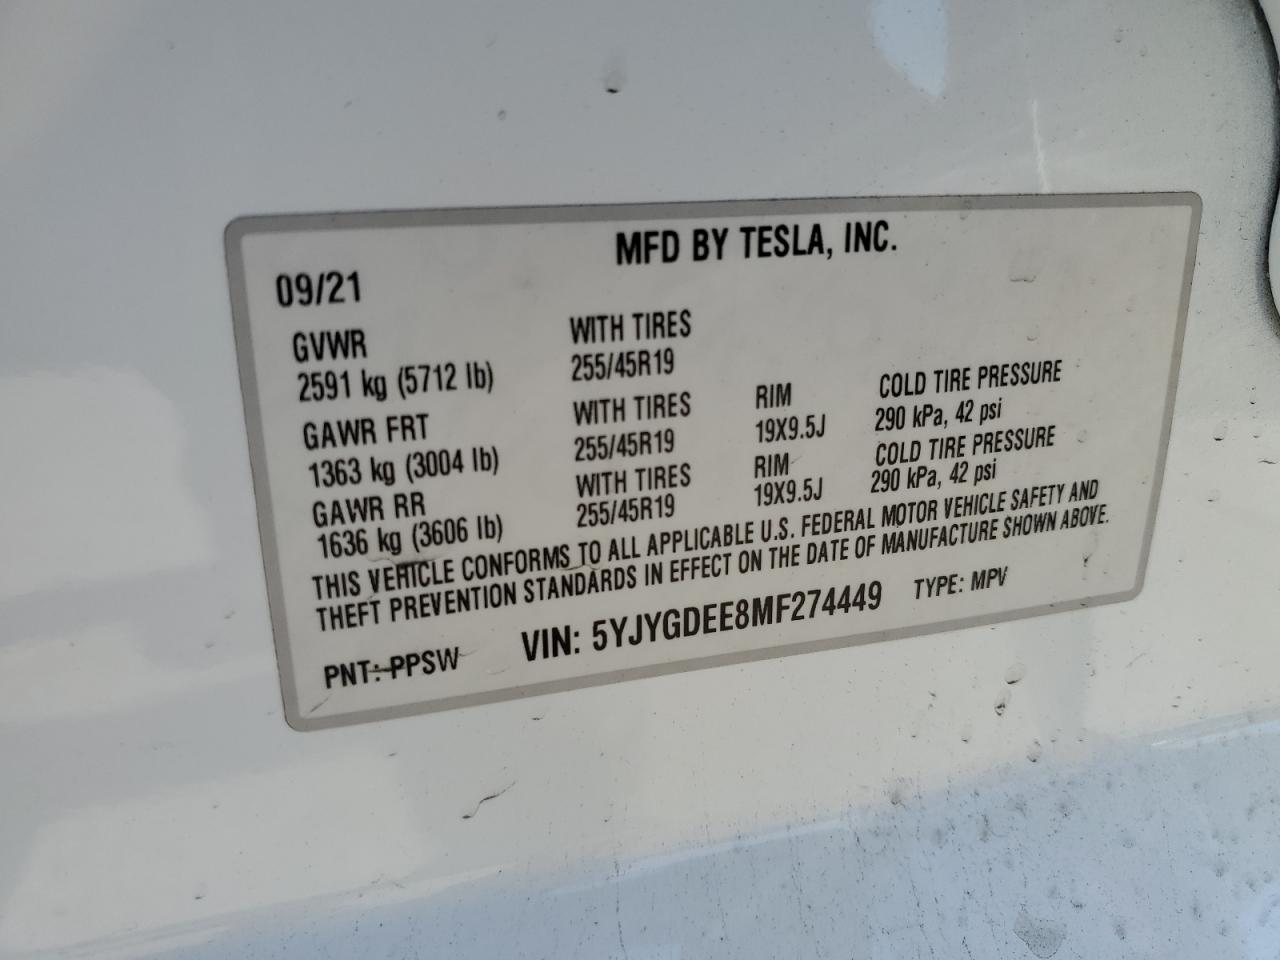 MFD BY TESLA, INC.
09/21
GVWR WITH TIRES
2591 kg (5712 lb) 255/45R19
GAWR FRT WITH TIRES RIM COLD TIRE PRESSURE
1363 kg (3004 lb) 255/45R19 19X9.5J 290 kPa, 42 psi
GAWR RR WITH TIRES RIM COLD TIRE PRESSURE
1636 kg (3606 lb) 255/45R19 19X9.5J 290 kPa, 42 psi
THIS VEHICLE CONFORMS TO ALL APPLICABLE U.S. FEDERAL MOTOR VEHICLE SAFETY AND
THEFT PREVENTION STANDARDS IN EFFECT ON THE DATE OF MANUFACTURE SHOWN ABOVE.
PNT: PPSW VIN: 5YJYGDEE8MF274449 TYPE: MPV